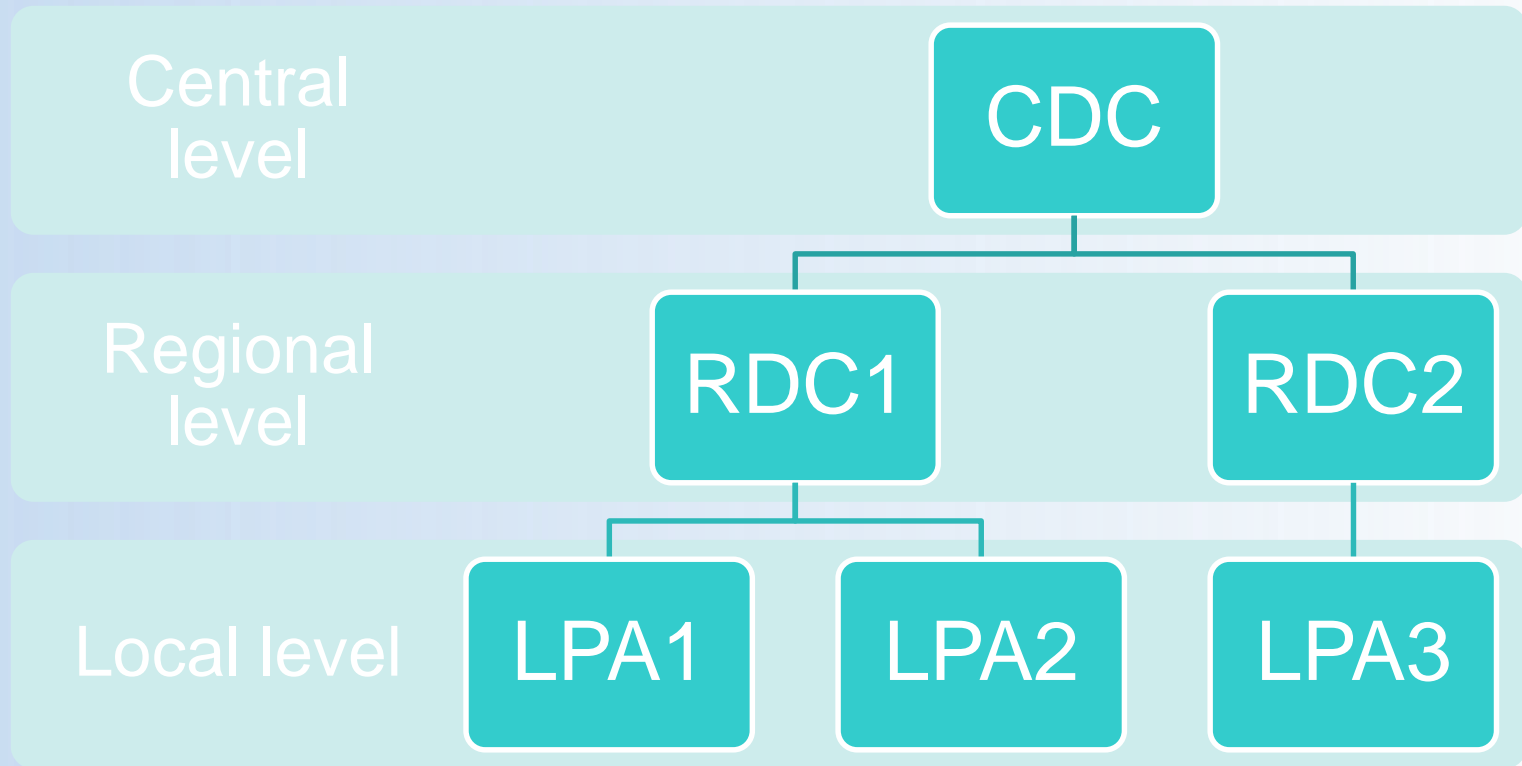 Central
level
CDC
Regional
level
RDC1
RDC2
Local level
LPA1
LPA2
LPA3